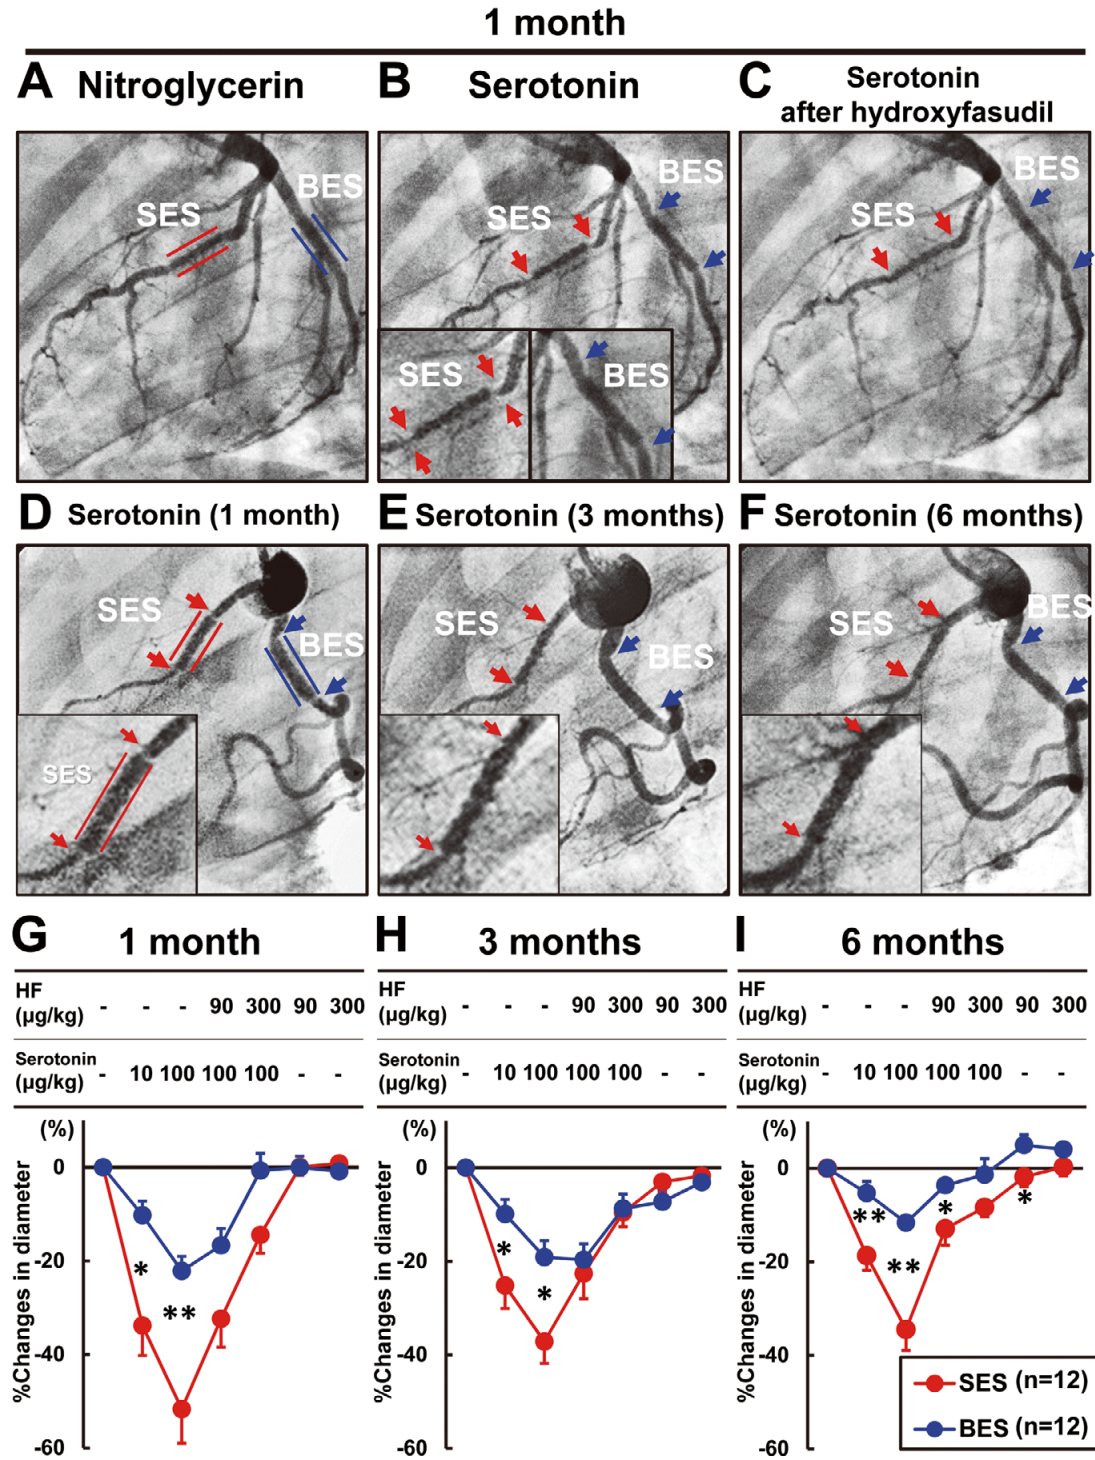 1 month
A Nitroglycerin
B Serotonin
C Serotonin
after hydroxyfasudil
SES
BES
SES
BES
SES
BES
SES
BES
D Serotonin (1 month)
E Serotonin (3 months)
F Serotonin (6 months)
SES
BES
SES
SES
BES
SES
BES
G 1 month
HF
(µg/kg) - - - 90 300 90 300
Serotonin
(µg/kg) - 10 100 100 100 - -
(%)
0
-20
-40
-60
%Changes in diameter
*
**
H 3 months
HF
(µg/kg) - - - 90 300 90 300
Serotonin
(µg/kg) - 10 100 100 100 - -
(%)
0
-20
-40
-60
%Changes in diameter
*
*
I 6 months
HF
(µg/kg) - - - 90 300 90 300
Serotonin
(µg/kg) - 10 100 100 100 - -
(%)
0
-20
-40
-60
%Changes in diameter
**
**
*
*
SES (n=12)
BES (n=12)